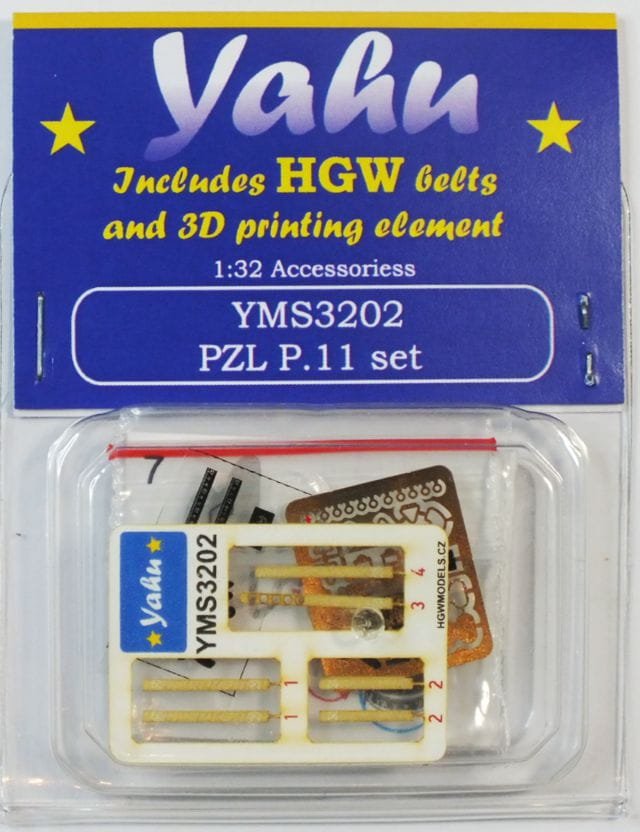 Yahu
Includes HGW belts
and 3D printing element
1:32 Accessoriess
YMS3202
PZL P.11 set
7
Yahu
YMS3202
HGWMODELS.CZ
4
3
1
2
1
2